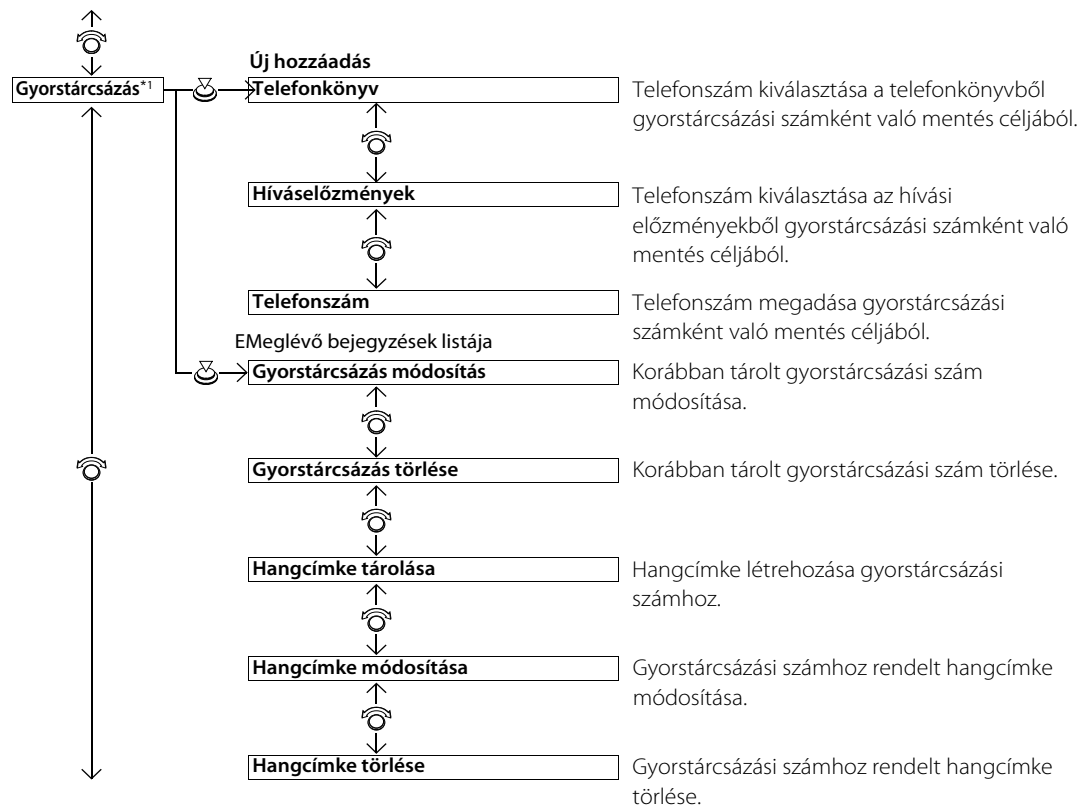 Új hozzáadás
Gyorstárcsázás*1
Telefonkönyv
Telefonszám kiválasztása a telefonkönyvből
gyorstárcsázási számként való mentés céljából.
Híváselőzmények
Telefonszám kiválasztása az hívási
előzményekből gyorstárcsázási számként való
mentés céljából.
Telefonszám
Telefonszám megadása gyorstárcsázási
számként való mentés céljából.
EMeglévő bejegyzések listája
Gyorstárcsázás módosítás
Korábban tárolt gyorstárcsázási szám
módosítása.
Gyorstárcsázás törlése
Korábban tárolt gyorstárcsázási szám törlése.
Hangcímke tárolása
Hangcímke létrehozása gyorstárcsázási
számhoz.
Hangcímke módosítása
Gyorstárcsázási számhoz rendelt hangcímke
módosítása.
Hangcímke törlése
Gyorstárcsázási számhoz rendelt hangcímke
törlése.